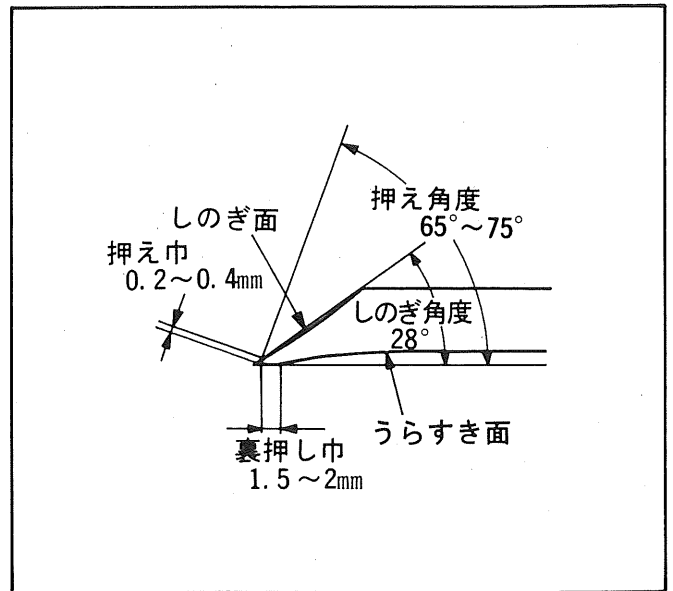 押え角度
65°～75°
しのぎ面
押え巾
0.2～0.4mm
しのぎ角度
28°
うらすき面
裏押し巾
1.5～2mm